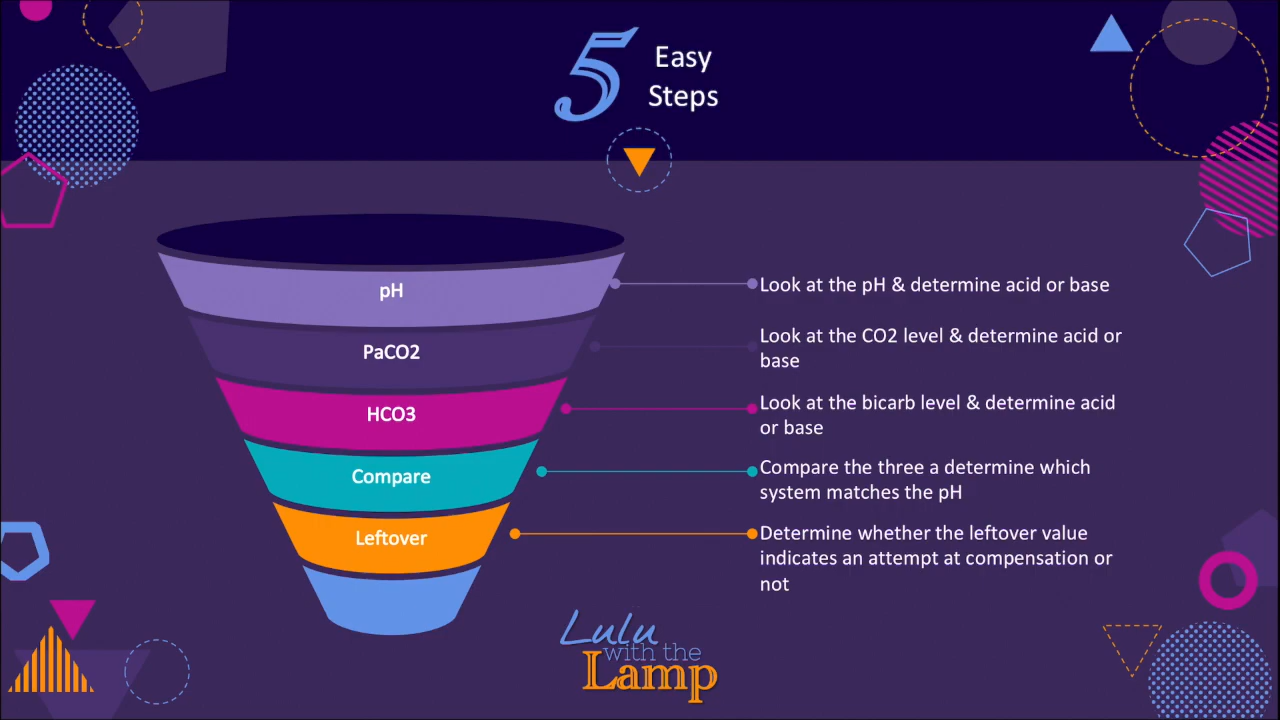 5
Easy
Steps
pH
Look at the pH & determine acid or base
PaCO2
Look at the CO2 level & determine acid or
base
HCO3
Look at the bicarb level & determine acid
or base
Compare
Compare the three a determine which
system matches the pH
Leftover
Determine whether the leftover value
indicates an attempt at compensation or
not
Lulu
with the
Lamp